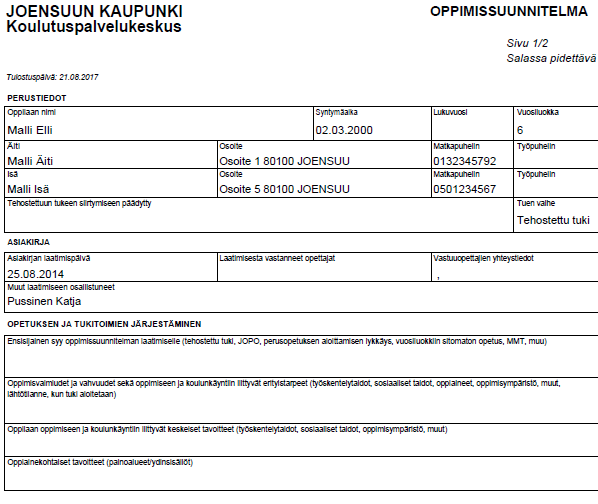 JOENSUUN KAUPUNKI
Koulutuspalvelukeskus
OPPIMISSUUNNITELMA
Sivu 1/2
Salassa pidettävä
Tulostuspäivä: 21.08.2017
PERUSTIEDOT
Oppilaan nimi Syntymäaika Lukuvuosi Vuosiluokka
Malli Elli 02.03.2000 6
Äiti Osoite Matkapuhelin Työpuhelin
Malli Äiti Osoite 1 80100 JOENSUU 0132345792
Isä Osoite Matkapuhelin Työpuhelin
Malli Isä Osoite 5 80100 JOENSUU 0501234567
Tehostettuun tukeen siirtymiseen päädytty Tuen vaihe
Tehostettu tuki
ASIAKIRJA
Asiakirjan laatimispäivä Laatimisesta vastanneet opettajat Vastuuopettajien yhteystiedot
25.08.2014 ,
Muut laatimiseen osallistuneet
Pussinen Katja
OPETUKSEN JA TUKITOIMIEN JÄRJESTÄMINEN
Ensisijainen syy oppimissuunnitelman laatimiselle (tehostettu tuki, JOPO, perusopetuksen aloittamisen lykkäys, vuosiluokkiin sitomaton opetus, MMT, muu)
Oppimisvalmiudet ja vahvuudet sekä oppimiseen ja koulunkäyntiin liittyvät erityistarpeet (työskentelytaidot, sosiaaliset taidot, oppiaineet, oppimisympäristö, muut,
lähtötilanne, kun tuki aloitetaan)
Oppilaan oppimiseen ja koulunkäyntiin liittyvät keskeiset tavoitteet (työskentelytaidot, sosiaaliset taidot, oppimisympäristö, muut)
Oppiainekohtaiset tavoitteet (painoalueet/ydinsisällöt)